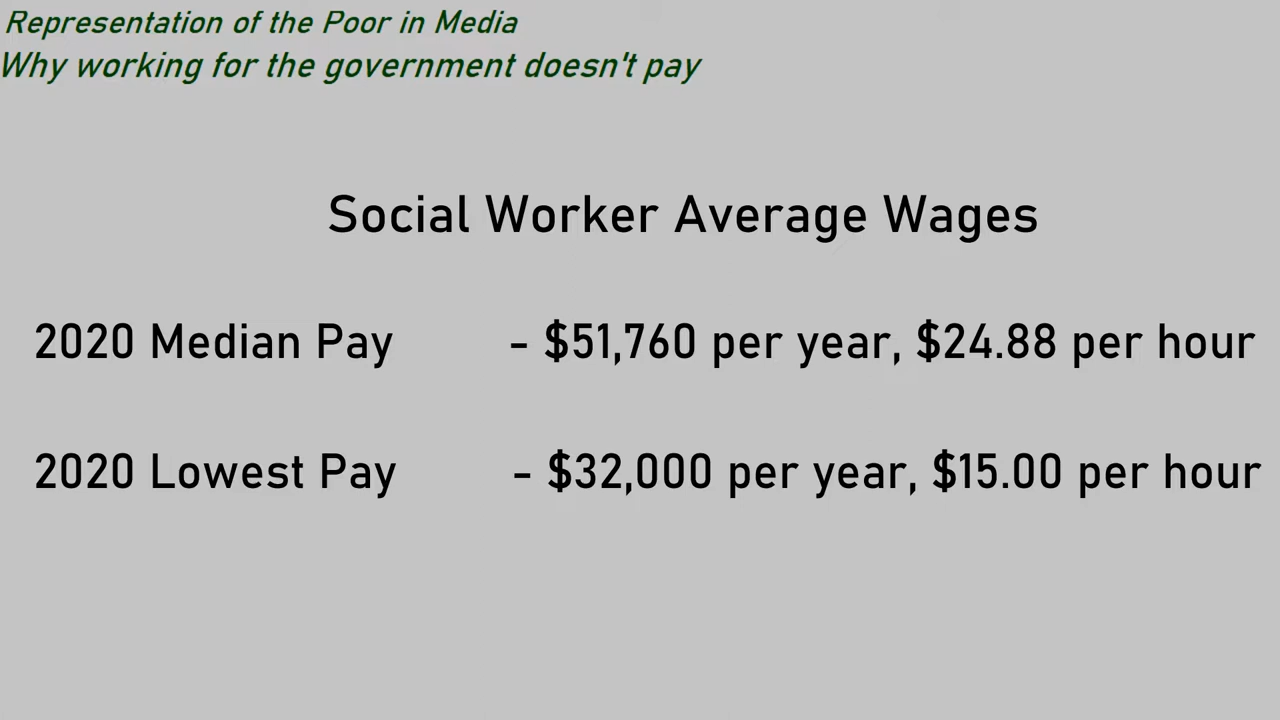 Representation of the Poor in Media
Why working for the government doesn't pay
Social Worker Average Wages
2020 Median Pay - $51,760 per year, $24.88 per hour
2020 Lowest Pay - $32,000 per year, $15.00 per hour